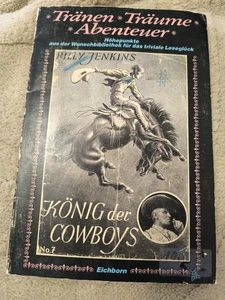 Tränen · Träume
Abenteuer ·
Höhepunkte
aus der Wunschbibliothek für das triviale Leseglück
BILLY JENKINS
KÖNIG der
COWBOYS
No. 7
Eichborn